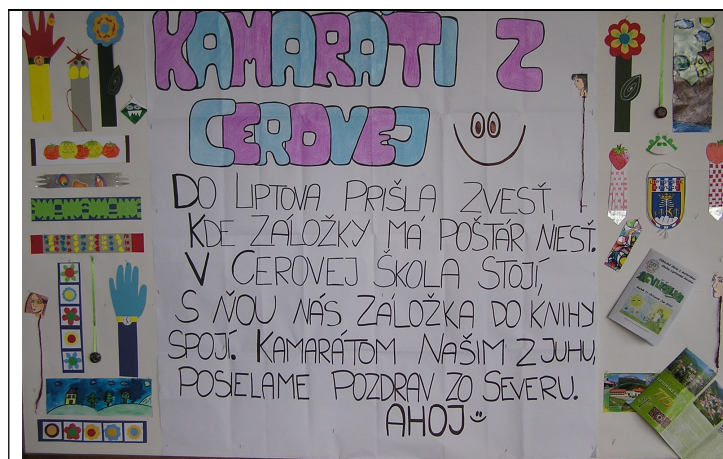 KAMARÁTI Z
CEROVEJ
DO LIPTOVA PRIŠLA ZVESŤ,
KDE ZÁLOŽKY MÁ POŠTÁR NIESŤ.
V CEROVEJ ŠKOLA STOJÍ,
S ŇOU NÁS ZÁLOŽKA DO KNIHY
SPOJÍ. KAMARÁTOM NAŠIM Z JUHU,
POSIELAME POZDRAV ZO SEVERU.
AHOJ